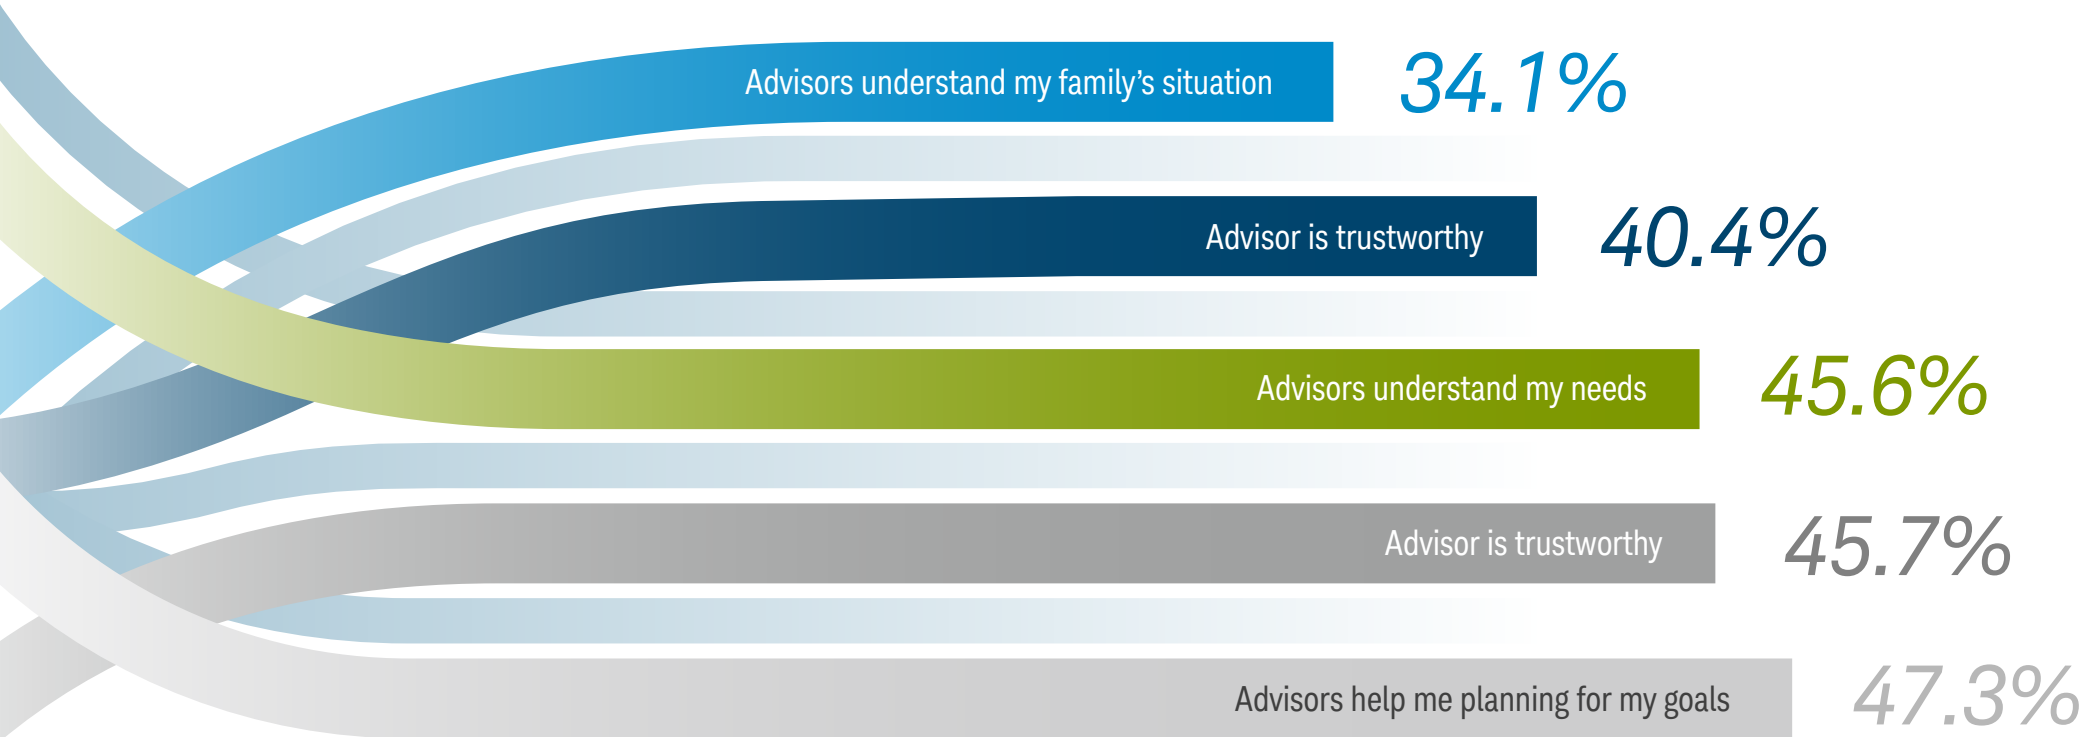 Advisors understand my family’s situation 34.1%
Advisor is trustworthy 40.4%
Advisors understand my needs 45.6%
Advisor is trustworthy 45.7%
Advisors help me planning for my goals 47.3%